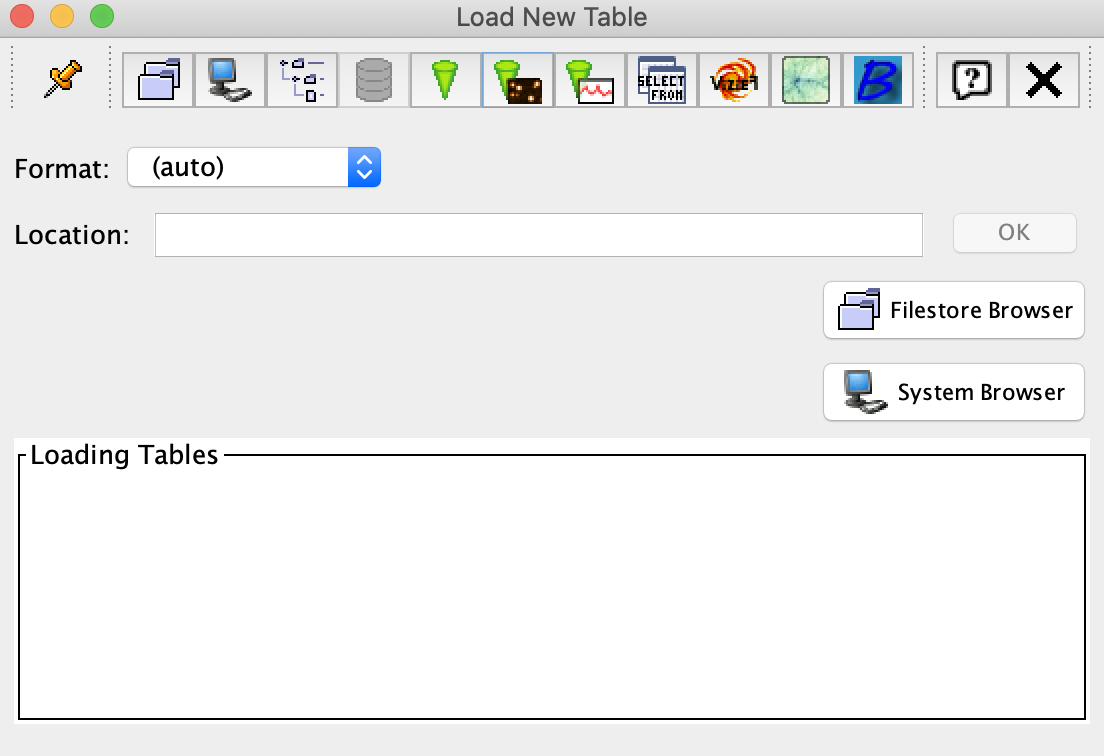 Load New Table
SELECT
FROM
VizieR
B
?
Format:
(auto)
Location:
OK
Filestore Browser
System Browser
Loading Tables